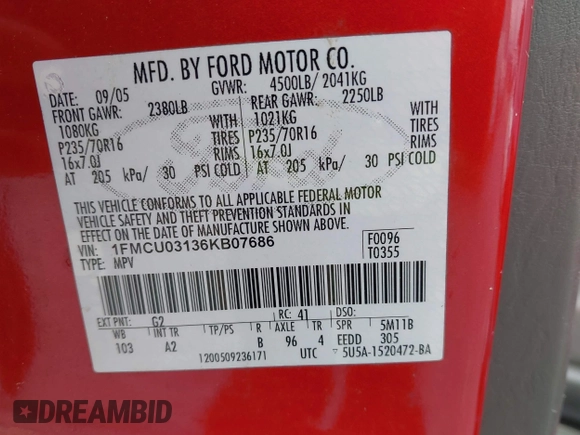 MFD. BY FORD MOTOR CO.
DATE: 09/05 GVWR: 4500LB/ 2041KG
FRONT GAWR: 2380LB REAR GAWR: 2250LB
1080KG WITH 1021KG WITH
P235/70R16 TIRES P235/70R16 TIRES
16x7.0J RIMS 16x7.0J RIMS
AT 205 kPa/ 30 PSI COLD AT 205 kPa/ 30 PSI COLD
THIS VEHICLE CONFORMS TO ALL APPLICABLE FEDERAL MOTOR
VEHICLE SAFETY AND THEFT PREVENTION STANDARDS IN
EFFECT ON THE DATE OF MANUFACTURE SHOWN ABOVE.
VIN: 1FMCU03136KB07686 F0096
TYPE: MPV T0355
EXT PNT: G2 RC: 41 DSO:
WB INT TR TP/PS R AXLE TR SPR 5M11B
103 A2 B 96 4 EEDD 305
1200509236171 UTC 5U5A-1520472-BA
Ford
DREAMBID